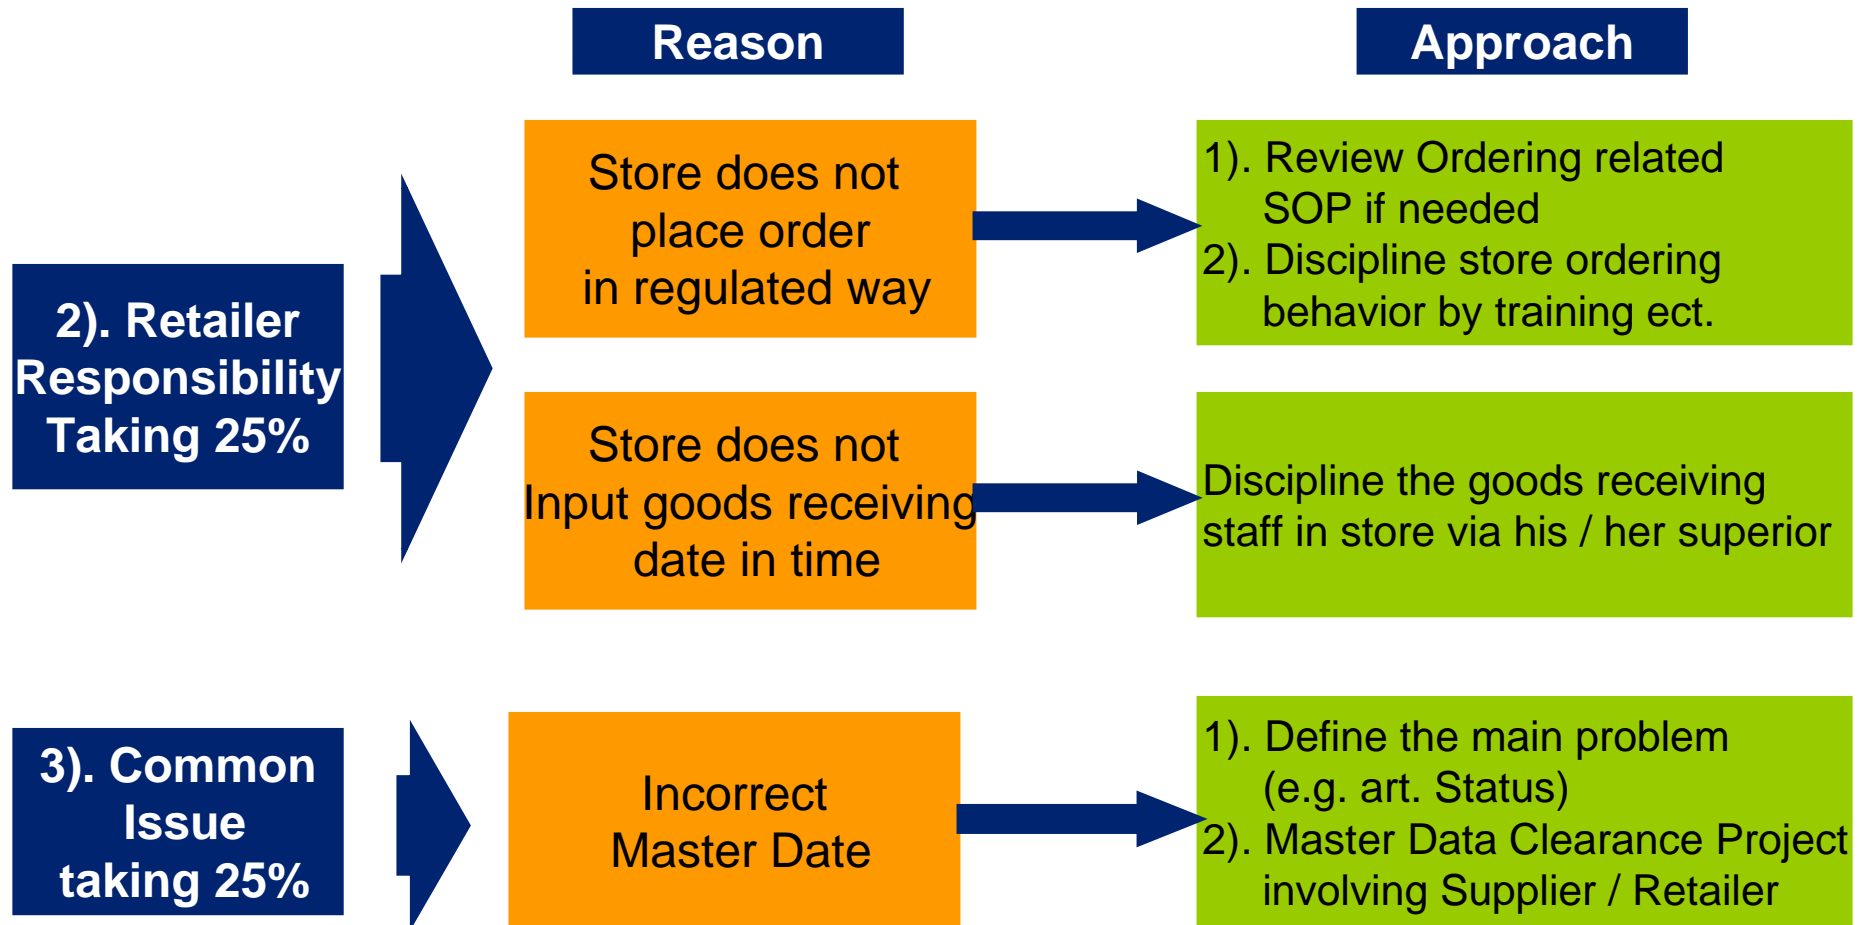 Reason
Approach
2). Retailer
Responsibility
Taking 25%
Store does not
place order
in regulated way
1). Review Ordering related
SOP if needed
2). Discipline store ordering
behavior by training ect.
Store does not
Input goods receiving
date in time
Discipline the goods receiving
staff in store via his / her superior
3). Common
Issue
taking 25%
Incorrect
Master Date
1). Define the main problem
(e.g. art. Status)
2). Master Data Clearance Project
involving Supplier / Retailer